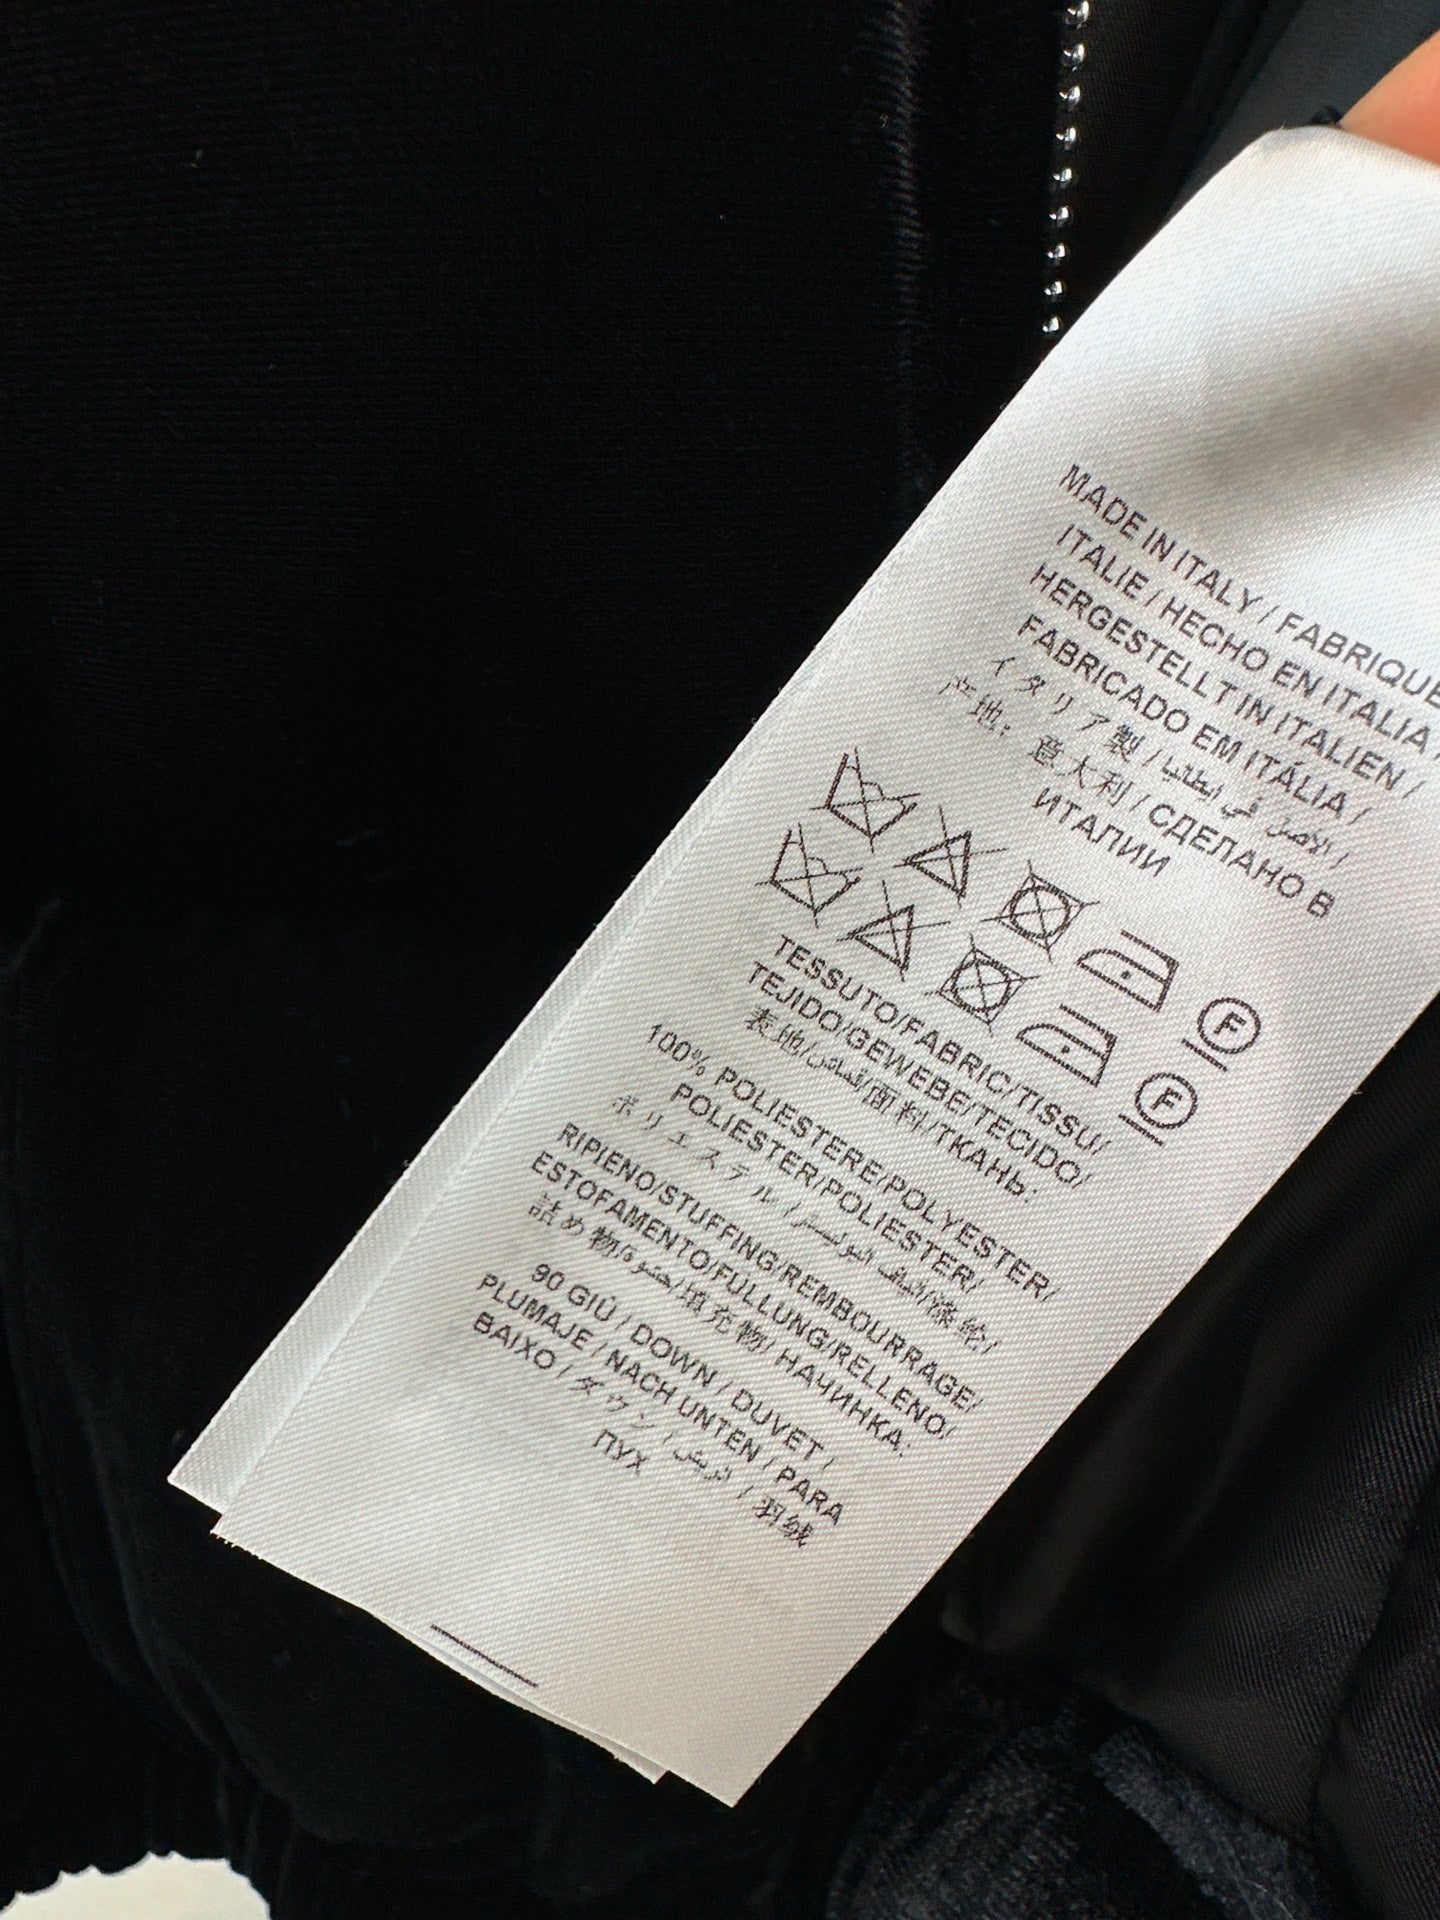 MADE IN ITALY / FABRIQUE
ITALIE / HECHO EN ITALIA
HERGESTELLT IN ITALIEN /
FABRICADO EM ITÁLIA /
イタリア製 / الأصل في إيطاليا /
产地: 意大利 / СДЕЛАНО В
ИТАЛИИ
F
F
TESSUTO/FABRIC/TISSU/
TEJIDO/GEWEBE/TECIDO/
表地/قماش/面料/ТКАНЬ:
100% POLIESTERE/POLYESTER/
POLIESTER/POLIESTER/
ポリエステル/ألياف البوليستر/涤纶/
RIPIENO/STUFFING/REMBOURRAGE/
ESTOFAMENTO/FÜLLUNG/RELLENO/
詰め物/حشوة/填充物/ НАЧИНКА:
90 GIÙ / DOWN / DUVET /
PLUMAJE / NACH UNTEN / PARA
BAIXO / ダウン / الريش / 羽绒
ПУХ